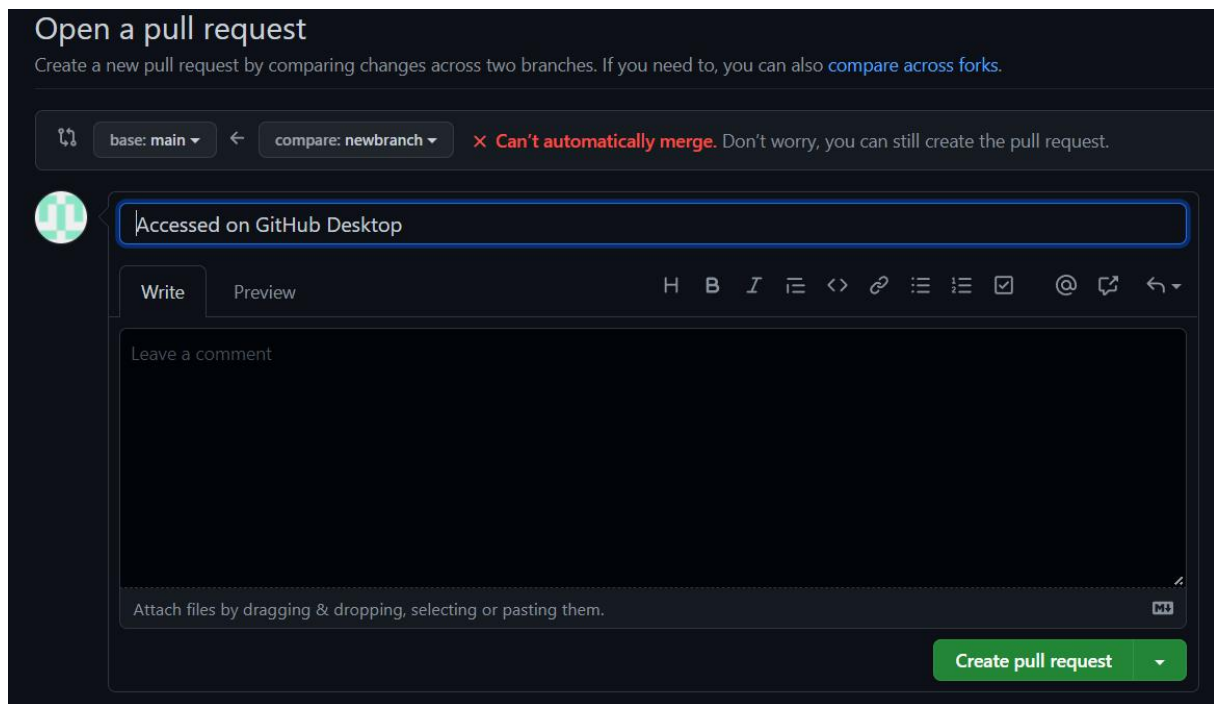 Open a pull request
Create a new pull request by comparing changes across two branches. If you need to, you can also compare across forks.
base: main compare: newbranch Can't automatically merge. Don't worry, you can still create the pull request.
Accessed on GitHub Desktop
Write Preview
Leave a comment
Attach files by dragging & dropping, selecting or pasting them.
Create pull request